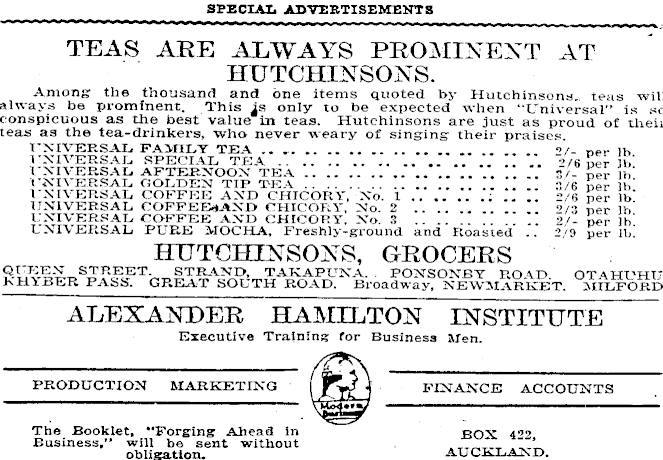 SPECIAL ADVERTISEMENTS
TEAS ARE ALWAYS PROMINENT AT
HUTCHINSONS.
Among the thousand and one items quoted by Hutchinsons, teas will
always be prominent. This is only to be expected when "Universal" is so
conspicuous as the best value in teas. Hutchinsons are just as proud of their
teas as the tea-drinkers, who never weary of singing their praises.
UNIVERSAL FAMILY TEA .. .. .. .. .. .. .. .. .. .. .. 2/- per lb.
UNIVERSAL SPECIAL TEA .. .. .. .. .. .. .. .. .. .. 2/6 per lb.
UNIVERSAL AFTERNOON TEA .. .. .. .. .. .. .. .. .. 3/- per lb.
UNIVERSAL GOLDEN TIP TEA .. .. .. .. .. .. .. .. .. 3/6 per lb.
UNIVERSAL COFFEE AND CHICORY, No. 1 .. .. .. .. .. .. 2/6 per lb.
UNIVERSAL COFFEE AND CHICORY, No. 2 .. .. .. .. .. .. 2/3 per lb.
UNIVERSAL COFFEE AND CHICORY, No. 3 .. .. .. .. .. .. 2/- per lb.
UNIVERSAL PURE MOCHA, Freshly-ground and Roasted .. 2/9 per lb.
HUTCHINSONS, GROCERS
QUEEN STREET. STRAND, TAKAPUNA. PONSONBY ROAD. OTAHUHU
KHYBER PASS. GREAT SOUTH ROAD. Broadway, NEWMARKET. MILFORD
ALEXANDER HAMILTON INSTITUTE
Executive Training for Business Men.
PRODUCTION MARKETING
Modern
Business
FINANCE ACCOUNTS
The Booklet, "Forging Ahead in
Business," will be sent without
obligation.
BOX 422,
AUCKLAND.